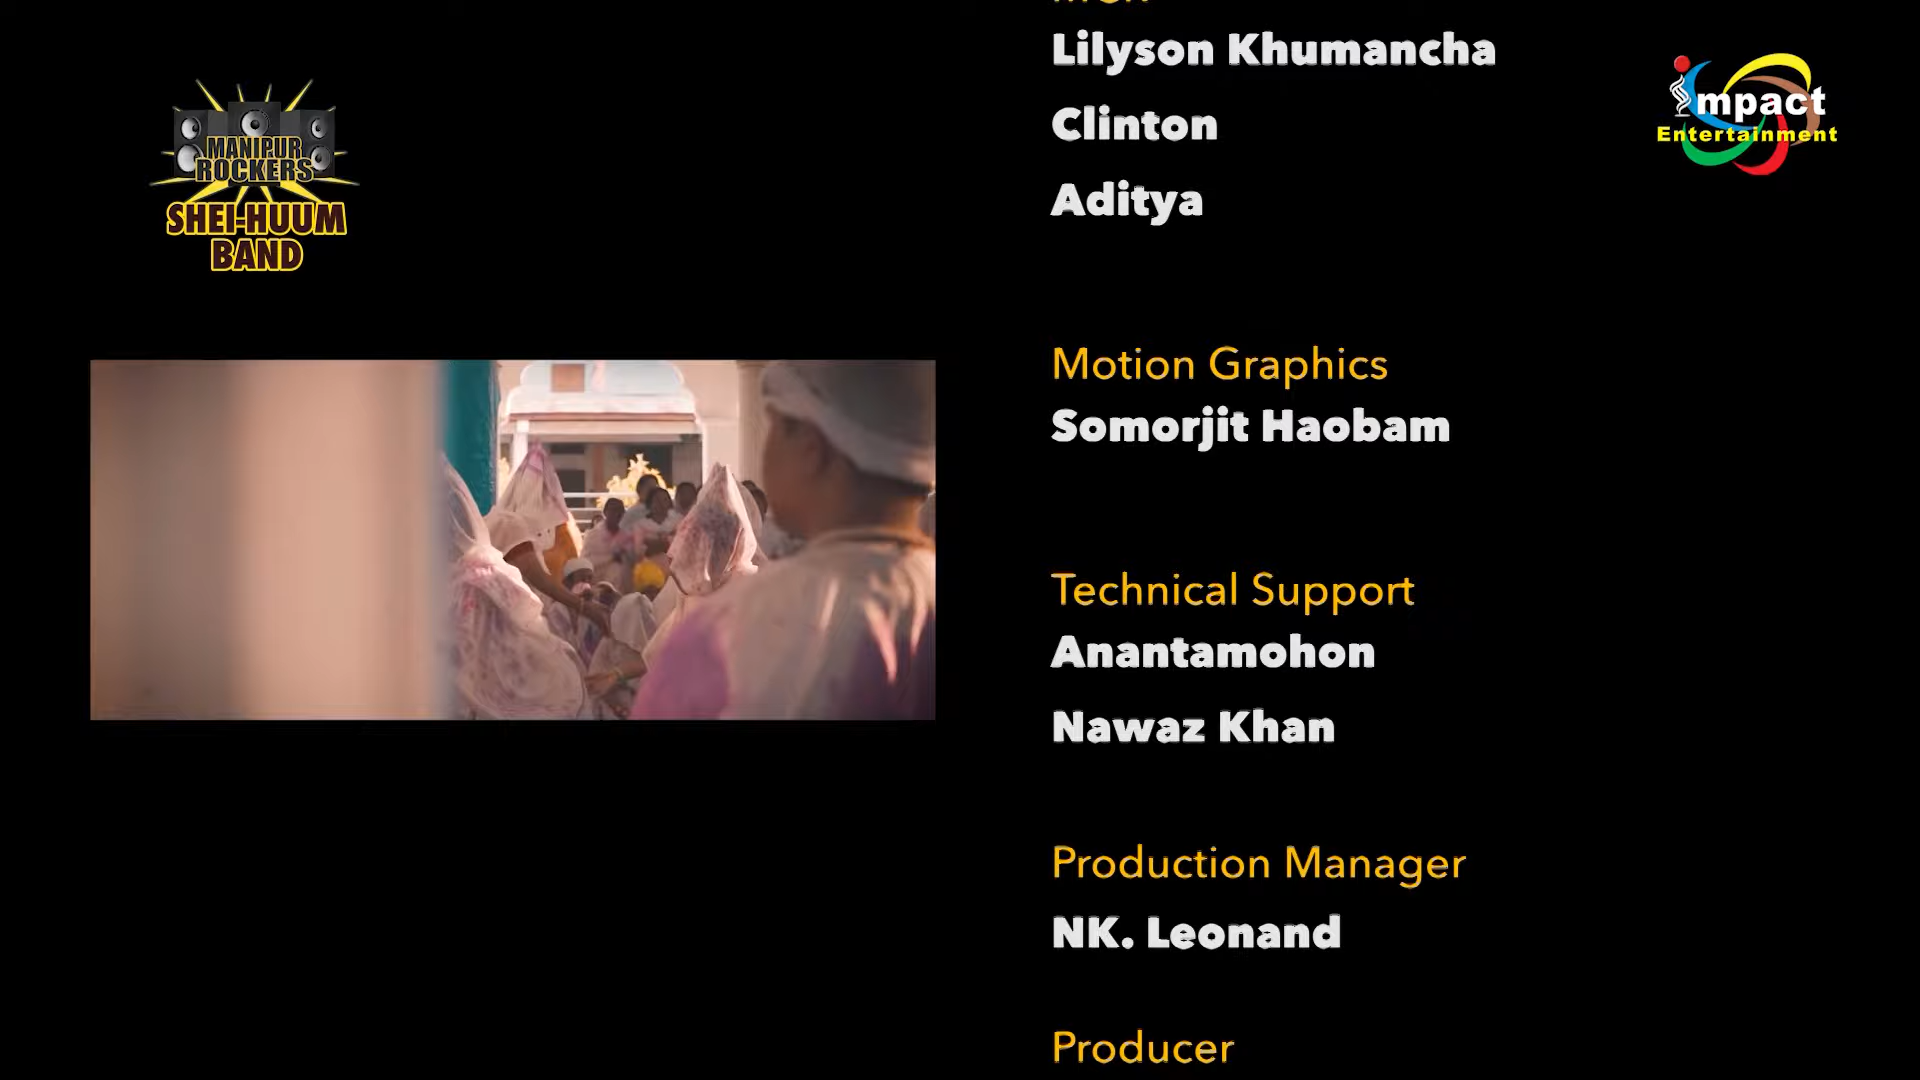 MANIPUR
ROCKERS
SHEI-HUUM
BAND
Lilyson Khumancha
Clinton
Aditya
impact
Entertainment
Motion Graphics
Somorjit Haobam
Technical Support
Anantamohon
Nawaz Khan
Production Manager
NK. Leonand
Producer